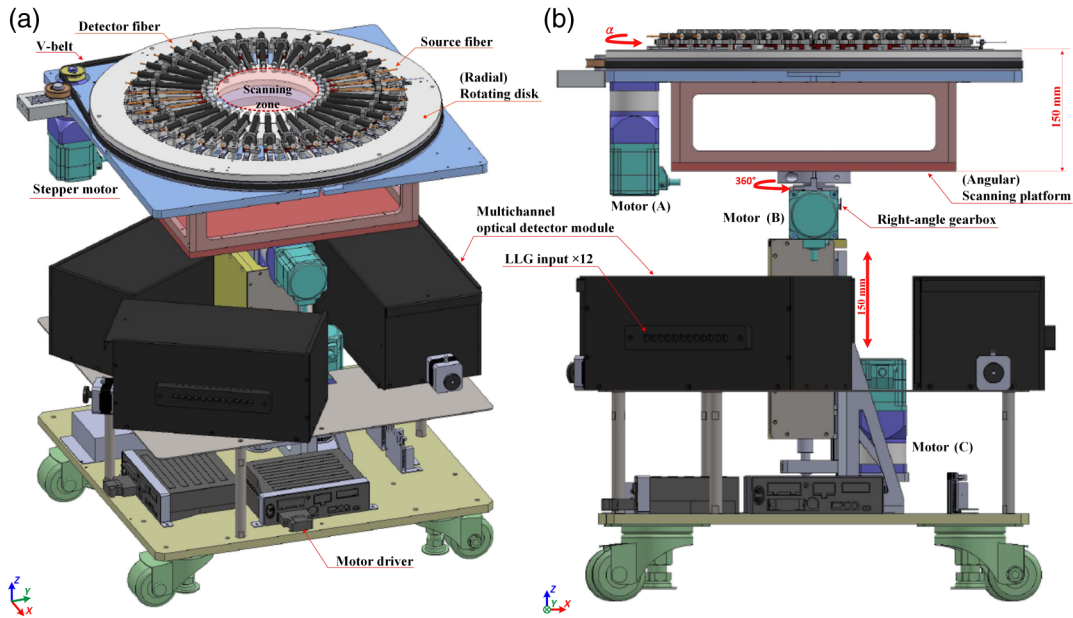 (a)
Detector fiber
V-belt
Source fiber
Scanning
zone
(Radial)
Rotating disk
Stepper motor
Multichannel
optical detector module
LLG input ×12
Motor driver
Z
Y
X
(b)
α
150 mm
360°
(Angular)
Scanning platform
Motor (A)
Motor (B)
Right-angle gearbox
150 mm
Motor (C)
Z
Y
X